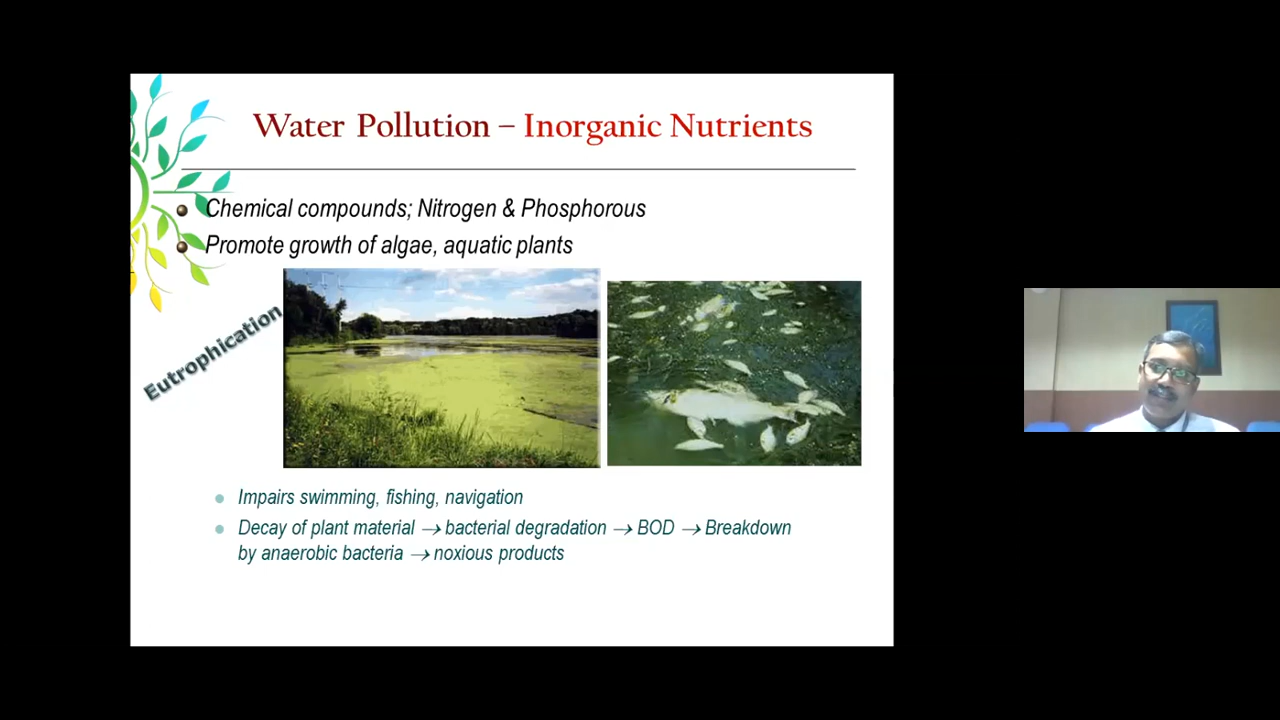 Water Pollution – Inorganic Nutrients
Chemical compounds; Nitrogen & Phosphorous
Promote growth of algae, aquatic plants
Eutrophication
Impairs swimming, fishing, navigation
Decay of plant material → bacterial degradation → BOD → Breakdown
by anaerobic bacteria → noxious products